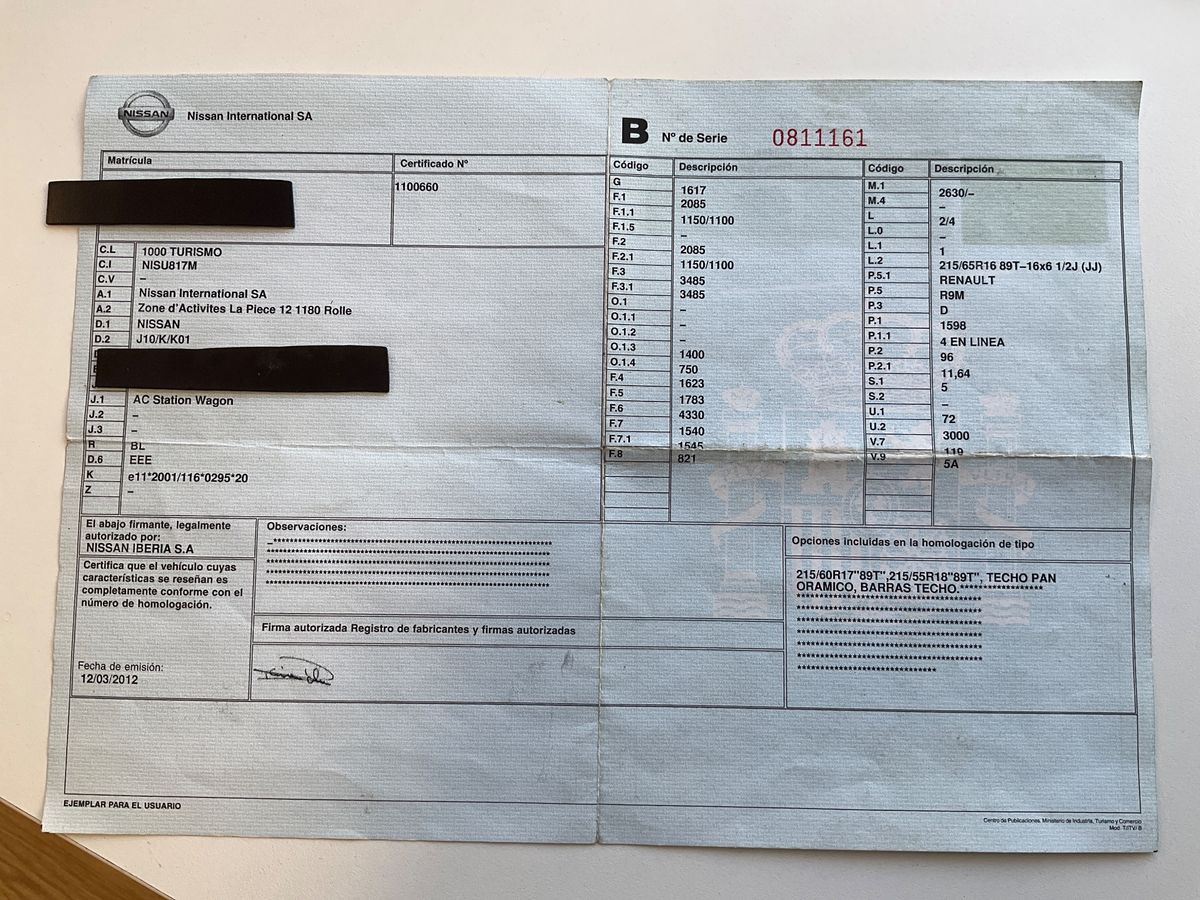 NISSAN Nissan International SA
B Nº de Serie 0811161
Matrícula Certificado Nº
1100660
C.L 1000 TURISMO
C.I NISU817M
C.V –
A.1 Nissan International SA
A.2 Zone d'Activites La Piece 12 1180 Rolle
D.1 NISSAN
D.2 J10/K/K01
J.1 AC Station Wagon
J.2 –
J.3 –
R BL
D.6 EEE
K e11*2001/116*0295*20
Z –
Código Descripción
G 1617
F.1 2085
F.1.1 1150/1100
F.1.5 –
F.2 2085
F.2.1 1150/1100
F.3 3485
F.3.1 3485
O.1 –
O.1.1 –
O.1.2 –
O.1.3 1400
O.1.4 750
F.4 1623
F.5 1783
F.6 4330
F.7 1540
F.7.1 1545
F.8 821
Código Descripción
M.1 2630/–
M.4 –
L 2/4
L.0 –
L.1 1
L.2 215/65R16 89T–16x6 1/2J (JJ)
P.5.1 RENAULT
P.5 R9M
P.3 D
P.1 1598
P.1.1 4 EN LINEA
P.2 96
P.2.1 11,64
S.1 5
S.2 –
U.1 72
U.2 3000
V.7 119
V.9 5A
El abajo firmante, legalmente
autorizado por:
NISSAN IBERIA S.A
Certifica que el vehículo cuyas
características se reseñan es
completamente conforme con el
número de homologación.
Fecha de emisión:
12/03/2012
Observaciones:
Firma autorizada Registro de fabricantes y firmas autorizadas
Opciones incluidas en la homologación de tipo
215/60R17"89T",215/55R18"89T", TECHO PAN
ORAMICO, BARRAS TECHO.
EJEMPLAR PARA EL USUARIO
Centro de Publicaciones. Ministerio de Industria, Turismo y Comercio
Mod. T/ITV/ B